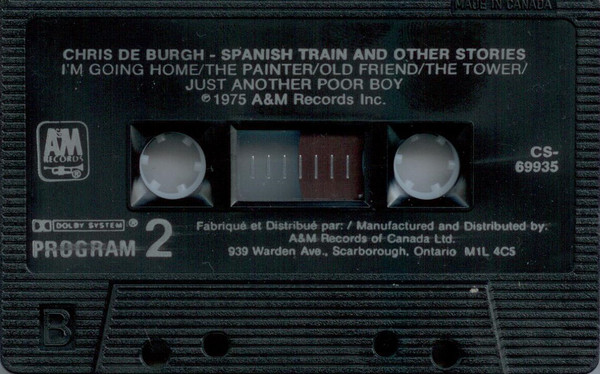 MADE IN CANADA
CHRIS DE BURGH - SPANISH TRAIN AND OTHER STORIES
I'M GOING HOME/THE PAINTER/OLD FRIEND/THE TOWER/
JUST ANOTHER POOR BOY
℗1975 A&M Records Inc.
A&M
RECORDS
®
CS-
69935
DOLBY SYSTEM®
PROGRAM 2
Fabriqué et Distribué par: / Manufactured and Distributed by:
A&M Records of Canada Ltd.
939 Warden Ave., Scarborough, Ontario M1L 4C5
B